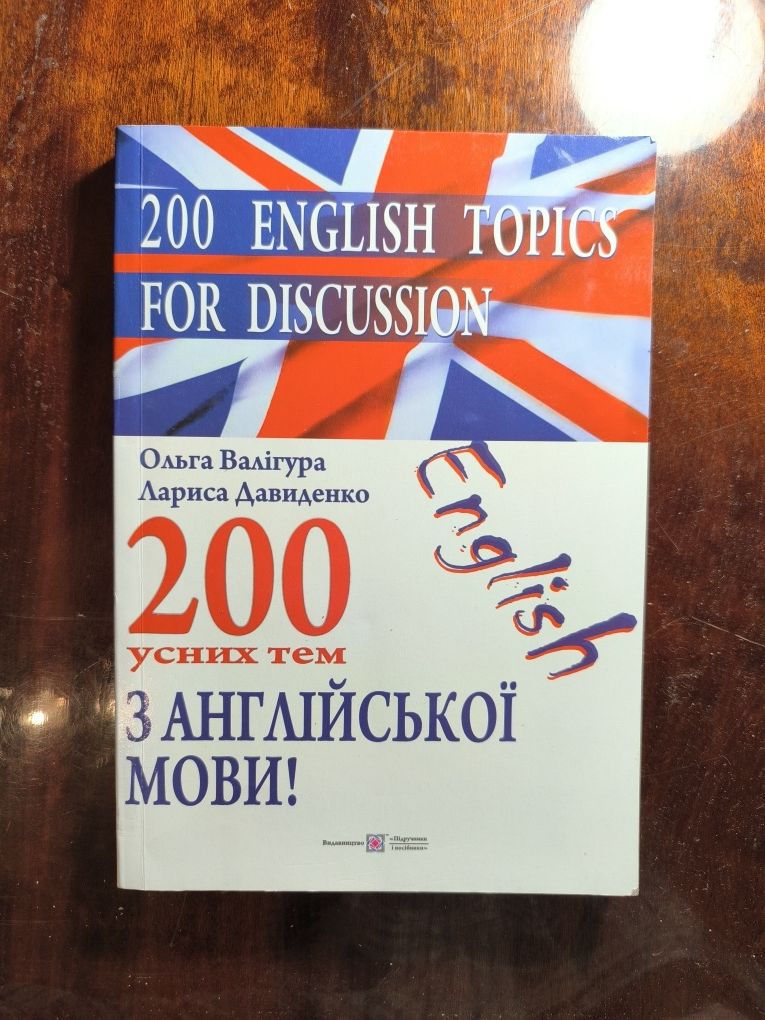 200 ENGLISH TOPICS
FOR DISCUSSION
Ольга Валігура
Лариса Давиденко
English
200
усних тем
З АНГЛІЙСЬКОЇ
МОВИ!
Видавництво
«Підручники
і посібники»